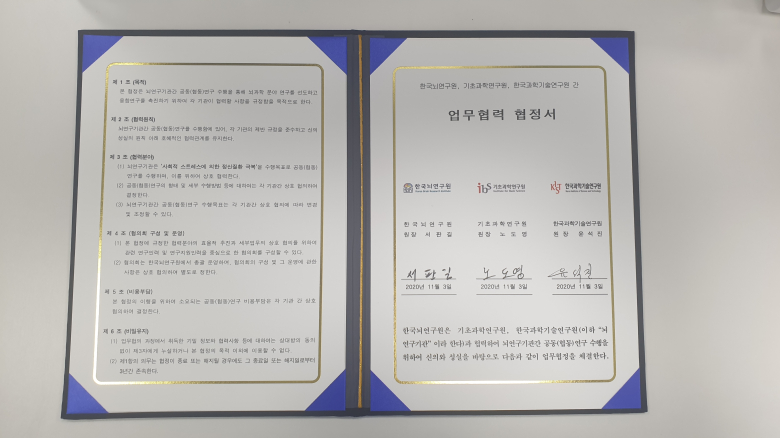 제 1 조 (목적)
본 협정은 뇌연구기관간 공동(협동)연구 수행을 통해 뇌과학 분야 연구를 선도하고
융합연구를 촉진하기 위하여 각 기관이 협력할 사항을 규정함을 목적으로 한다.
제 2 조 (협력원칙)
뇌연구기관간 공동(협동)연구를 수행함에 있어, 각 기관의 제반 규정을 준수하고 신의
성실의 원칙 아래 호혜적인 협력관계를 유지한다.
제 3 조 (협력분야)
(1) 뇌연구기관은 '사회적 스트레스에 의한 정신질환 극복'을 수행목표로 공동(협동)
연구를 수행하며, 이를 위하여 상호 협력한다.
(2) 공동(협동)연구의 형태 및 세부 수행방법 등에 대하여는 각 기관간 상호 협의하여
결정한다.
(3) 뇌연구기관간 공동(협동)연구 수행목표는 각 기관간 상호 협의에 따라 변경
및 조정할 수 있다.
제 4 조 (협의회 구성 및 운영)
(1) 본 협정에 규정한 협력분야의 효율적 추진과 세부업무의 상호 협의를 위하여
관련 연구인력 및 연구지원인력을 중심으로 한 협의회를 구성할 수 있다.
(2) 협의회는 한국뇌연구원에서 총괄 운영하며, 협의회의 구성 및 그 운영에 관한
사항은 상호 협의하여 별도로 정한다.
제 5 조 (비용부담)
본 협정의 이행을 위하여 소요되는 공동(협동)연구 비용부담은 각 기관 간 상호
협의하여 결정한다.
제 6 조 (비밀유지)
(1) 업무협의 과정에서 취득한 기밀 정보와 협력사항 등에 대하여는 상대방의 동의
없이 제3자에게 누설하거나 본 협정의 목적 이외에 이용할 수 없다.
(2) 제1항의 의무는 협정이 종료 또는 해지될 경우에도 그 종료일 또는 해지일로부터
3년간 존속한다.
한국뇌연구원, 기초과학연구원, 한국과학기술연구원 간
업무협력 협정서
한국뇌연구원 ibS 기초과학연구원 KIST 한국과학기술연구원
한국뇌연구원 기초과학연구원 한국과학기술연구원
원장 서판길 원장 노도영 원장 윤석진
서판길 노도영 윤석진
2020년 11월 3일 2020년 11월 3일 2020년 11월 3일
한국뇌연구원은 기초과학연구원, 한국과학기술연구원(이하 "뇌
연구기관" 이라 한다)과 협력하여 뇌연구기관간 공동(협동)연구 수행을
위하여 신의와 성실을 바탕으로 다음과 같이 업무협정을 체결한다.